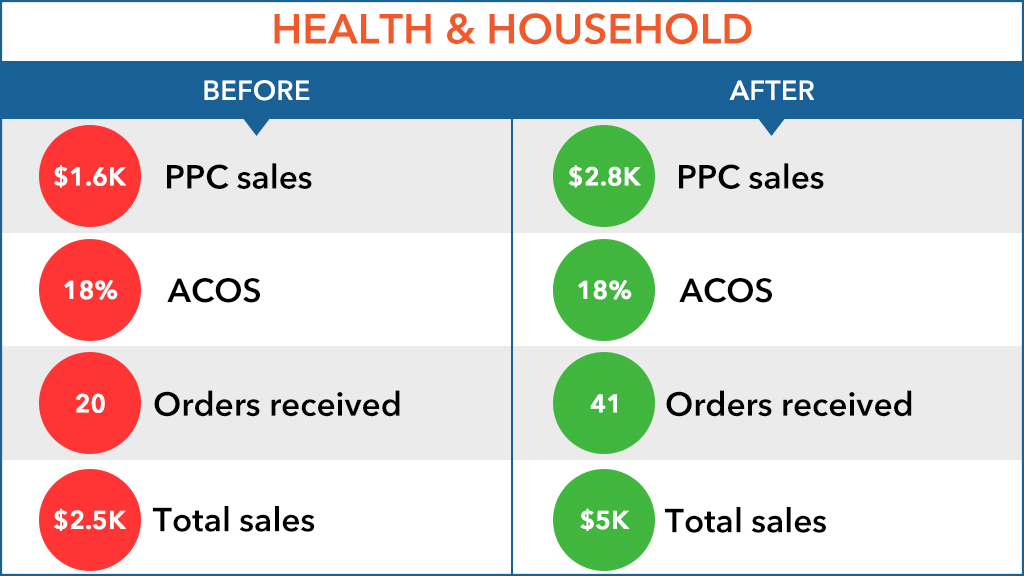 HEALTH & HOUSEHOLD
BEFORE
AFTER
$1.6K PPC sales
$2.8K PPC sales
18% ACOS
18% ACOS
20 Orders received
41 Orders received
$2.5K Total sales
$5K Total sales